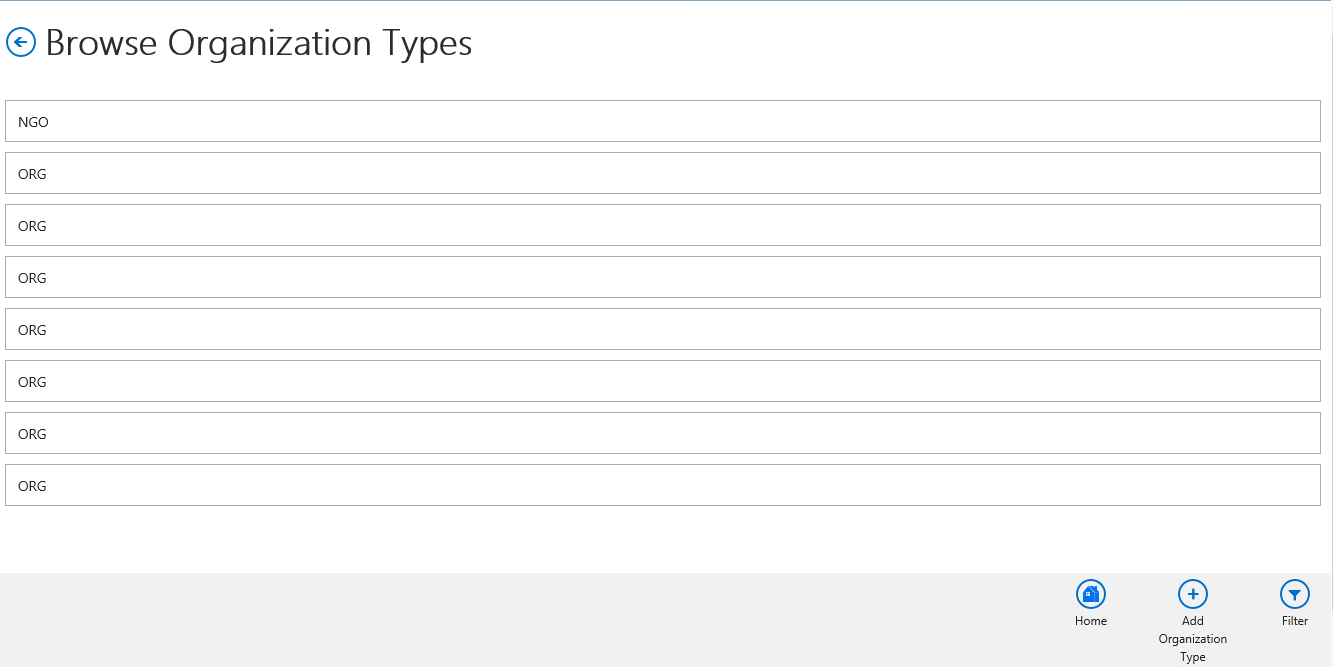 Browse Organization Types
NGO
ORG
ORG
ORG
ORG
ORG
ORG
ORG
Home
Add
Organization
Type
Filter